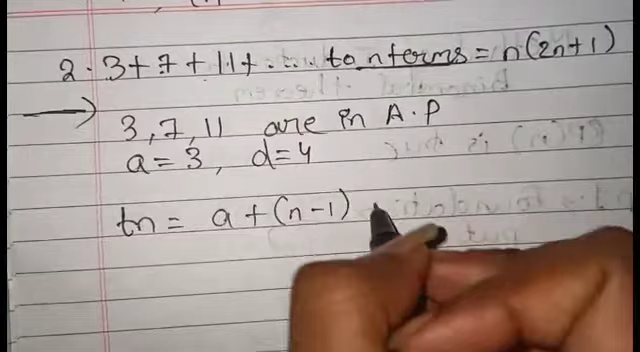 2. 3+7+11+..... to n terms = n(2n+1)
3, 7, 11 are in A.P
a = 3, d = 4
tn = a + (n-1)